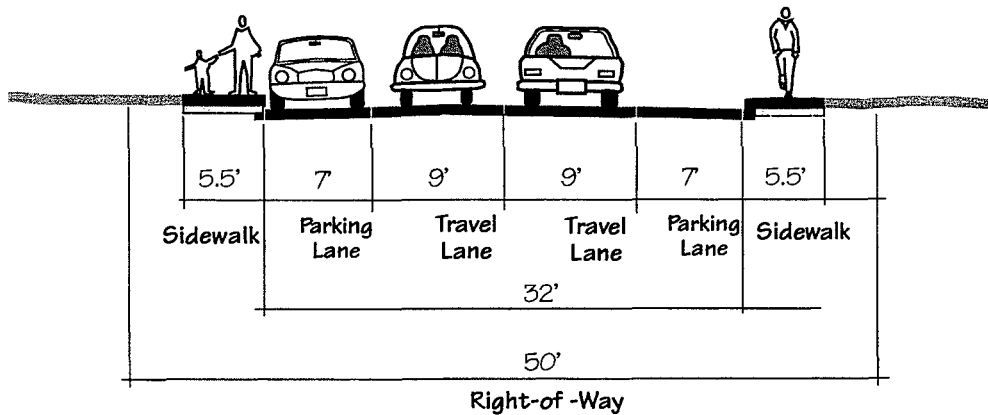 5.5' 7' 9' 9' 7' 5.5'
Sidewalk Parking Lane Travel Lane Travel Lane Parking Lane Sidewalk
32'
50'
Right-of -Way